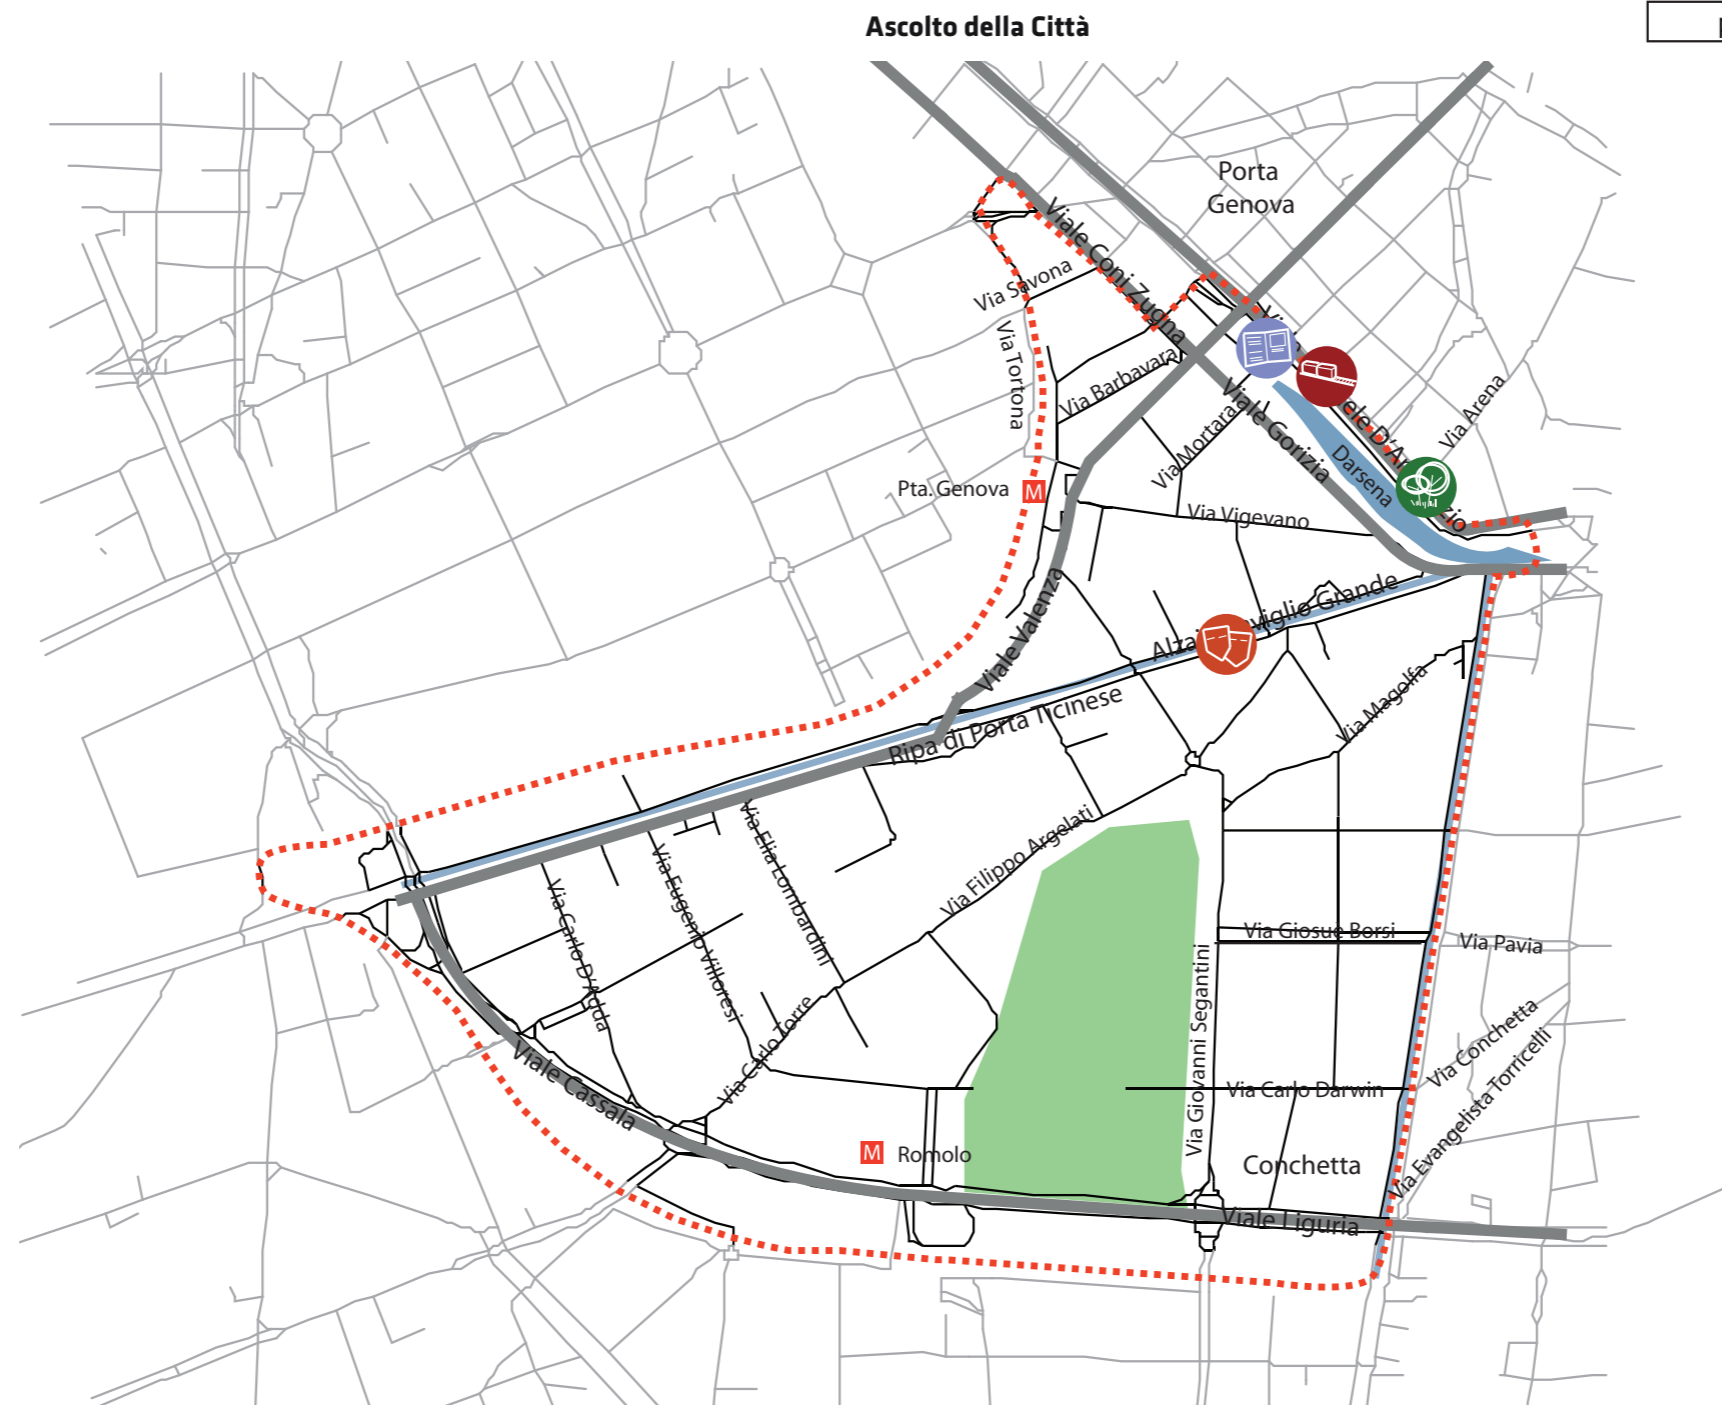 Ascolto della Città
Porta
Genova
Viale Coni Zugna
Via Savona
Via Tortona
Via Barbavara
Via Mortara
Viale Gorizia
Darsena
Via Arena
Pta. Genova
M
Via Vigevano
Viale Valenza
Grande
Ripa di Porta Ticinese
Via Magolfa
Via Filippo Argelati
Via Elia Lombardini
Via Eugenio Villoresi
Via Carlo D'Adda
Via Carlo Torre
Viale Cassala
M
Romolo
Via Giosue Borsi
Via Pavia
Via Giovanni Segantini
Via Conchetta
Via Evangelista Torricelli
Via Carlo Darwin
Conchetta
Viale Liguria